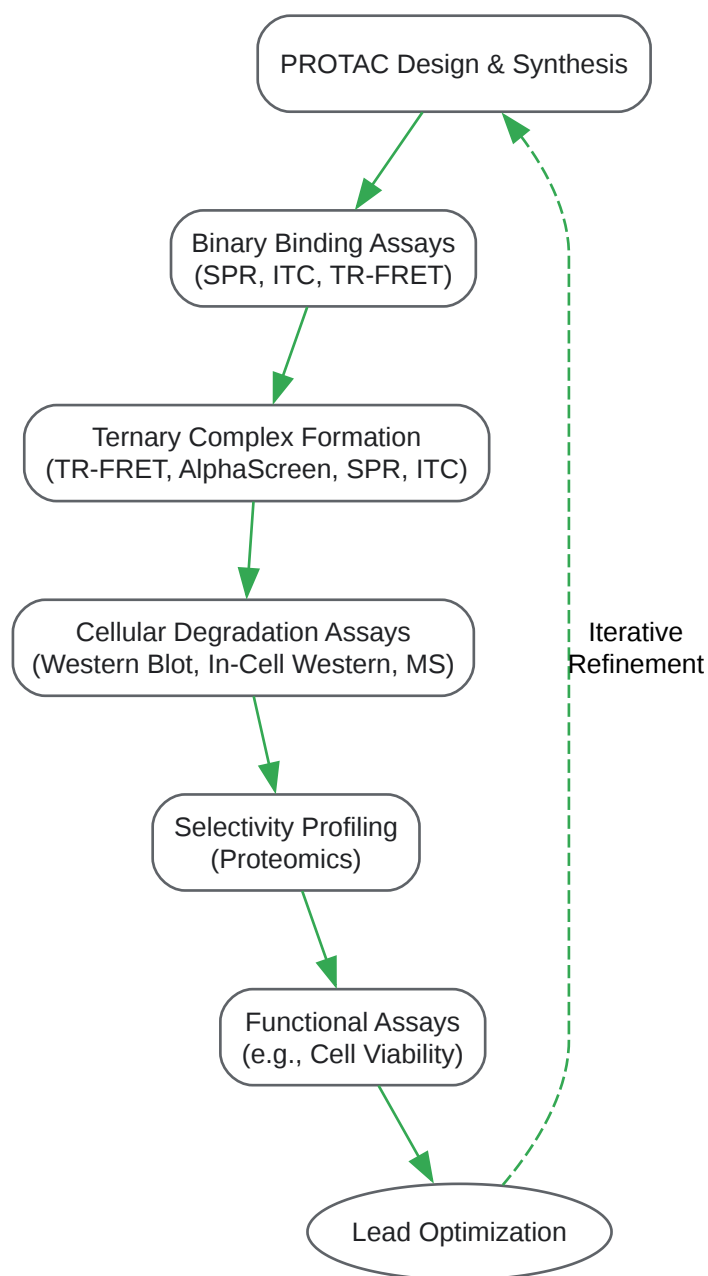 PROTAC Design & Synthesis
Binary Binding Assays
(SPR, ITC, TR-FRET)
Ternary Complex Formation
(TR-FRET, AlphaScreen, SPR, ITC)
Cellular Degradation Assays
(Western Blot, In-Cell Western, MS)
Iterative
Refinement
Selectivity Profiling
(Proteomics)
Functional Assays
(e.g., Cell Viability)
Lead Optimization